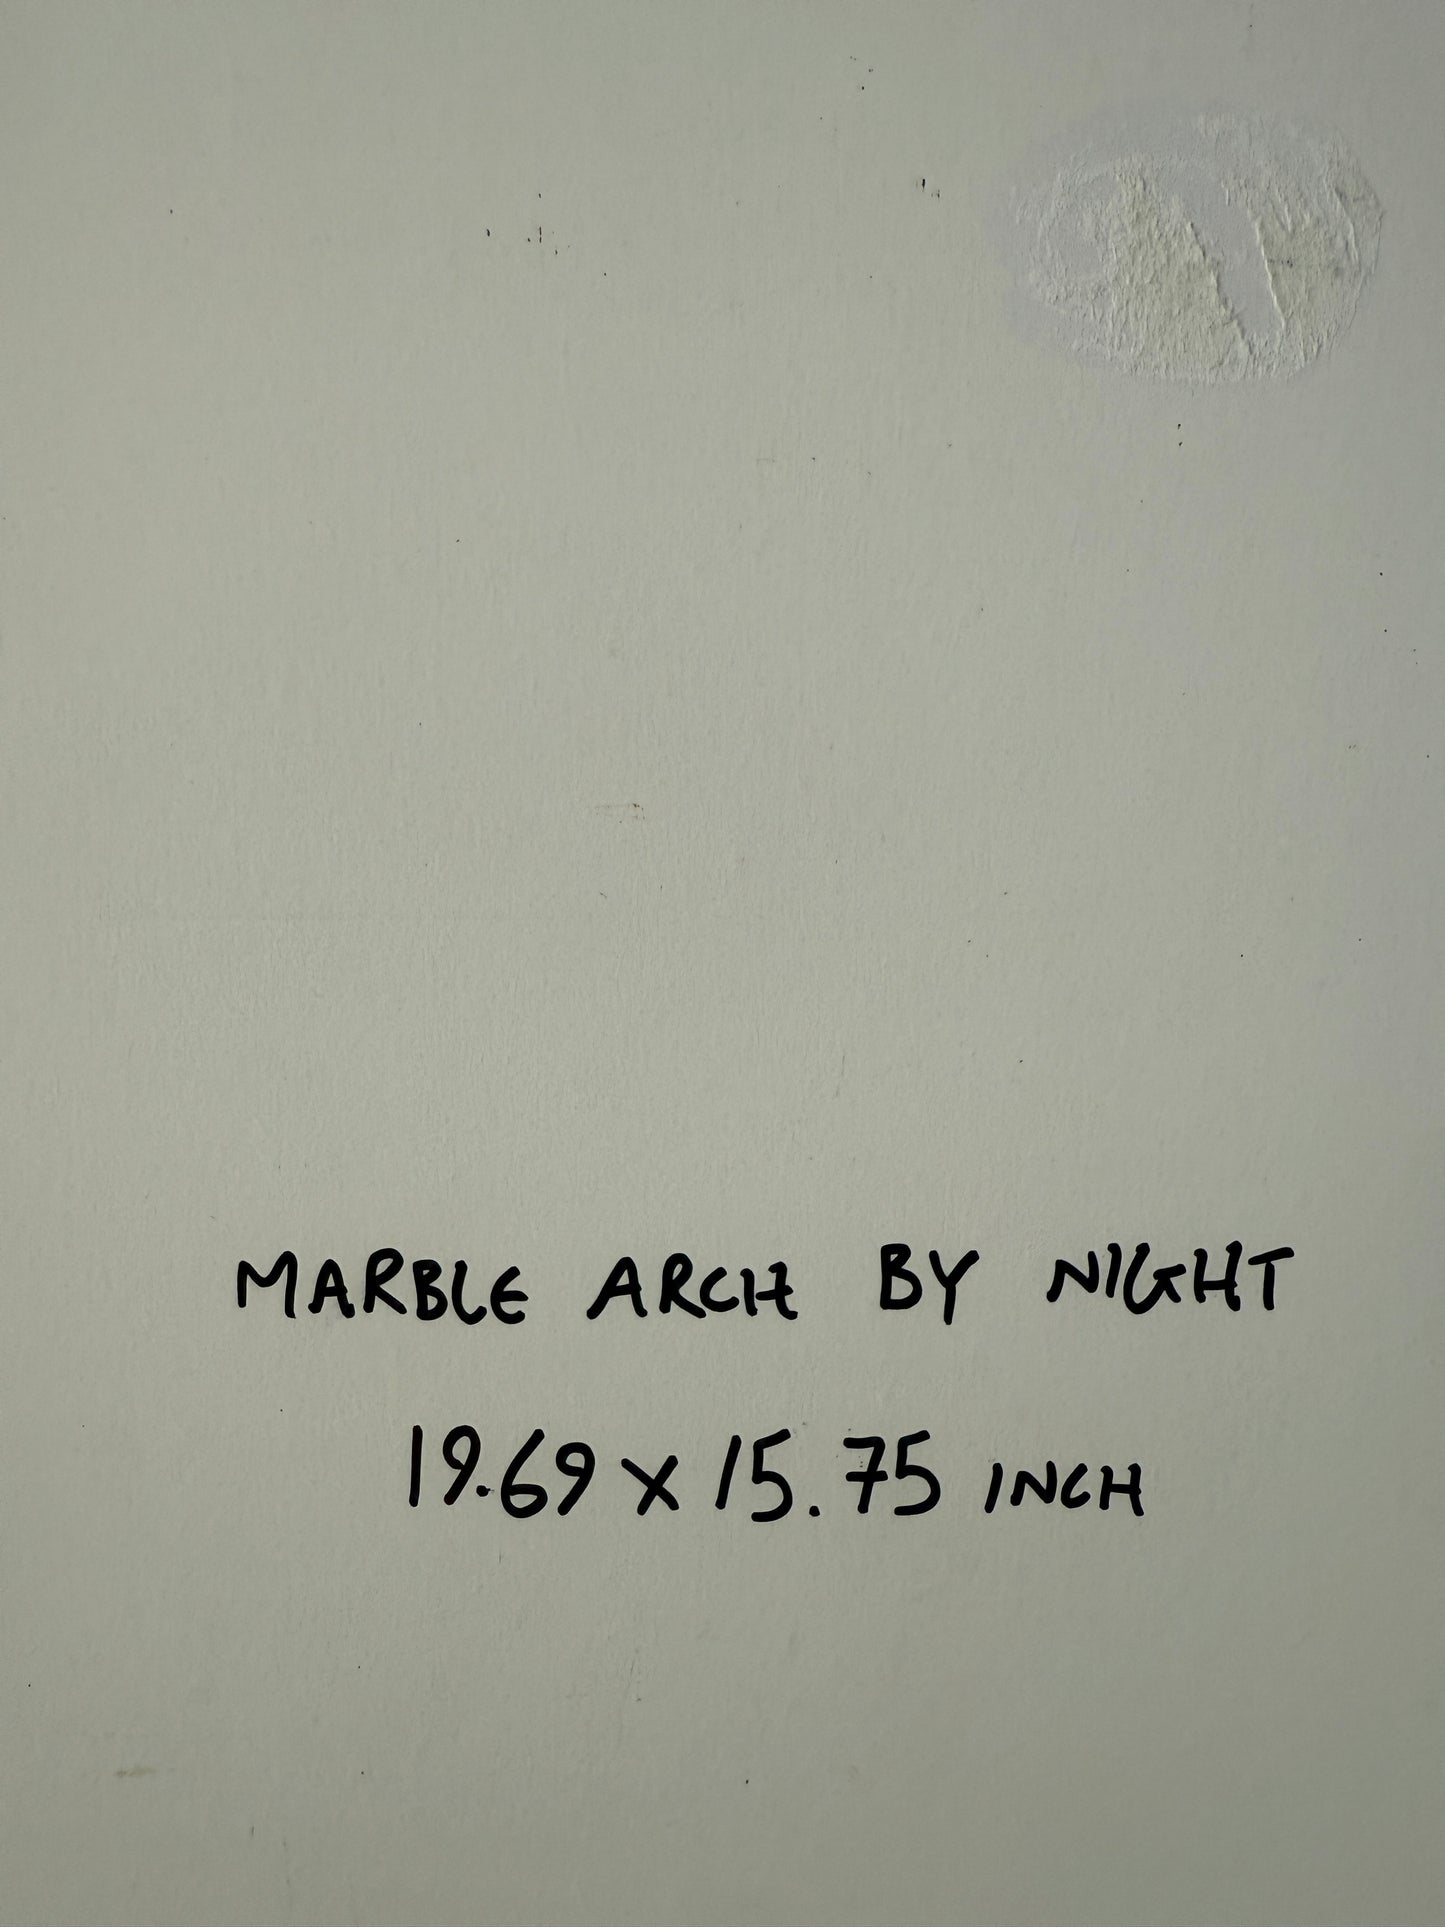 MARBLE ARCH BY NIGHT
19.69 x 15.75 INCH